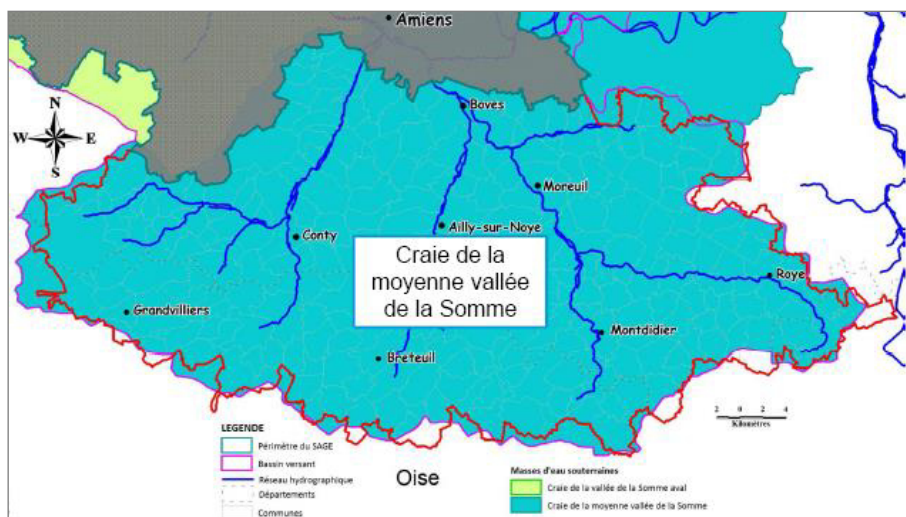 Amiens
N
W E
S
Boves
Moreuil
Ailly-sur-Noye
Conty
Craie de la
moyenne vallée
de la Somme
Roye
Grandvilliers
Montdidier
Breteuil
2 0 2 4
Kilomètres
LEGENDE
Périmètre du SAGE
Bassin versant
Réseau hydrographique
Départements
Communes
Oise
Masses d'eau souterraines
Craie de la vallée de la Somme aval
Craie de la moyenne vallée de la Somme